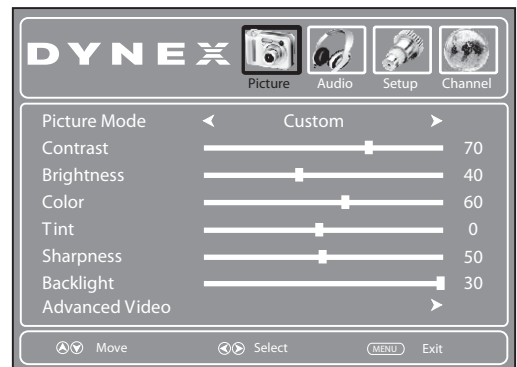 DYNEX
Picture Audio Setup Channel
Picture Mode Custom
Contrast 70
Brightness 40
Color 60
Tint 0
Sharpness 50
Backlight 30
Advanced Video
Move Select MENU Exit